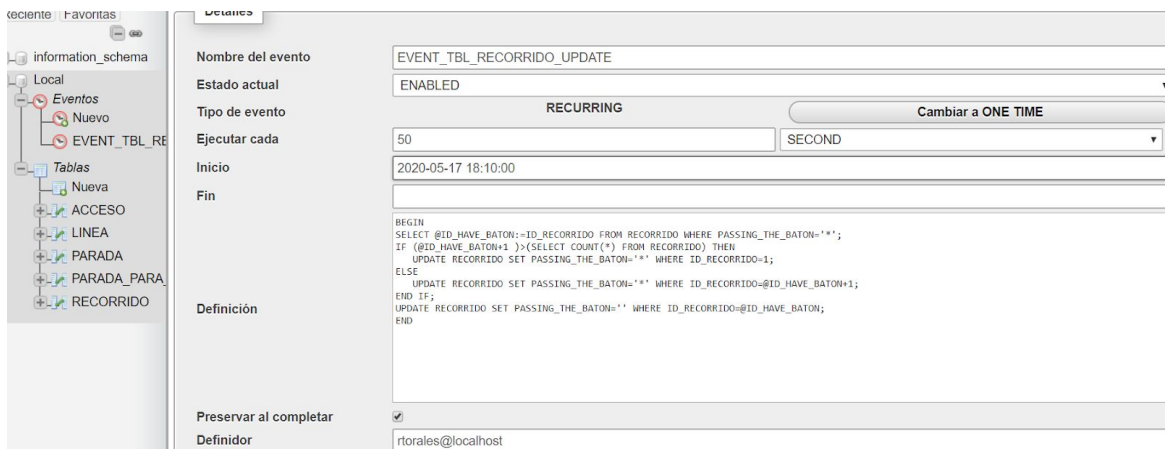 Reciente Favoritas
Detalles
information_schema
Local
Eventos
Nuevo
EVENT_TBL_RE
Tablas
Nueva
ACCESO
LINEA
PARADA
PARADA_PARA_
RECORRIDO
Nombre del evento EVENT_TBL_RECORRIDO_UPDATE
Estado actual ENABLED
Tipo de evento RECURRING Cambiar a ONE TIME
Ejecutar cada 50 SECOND
Inicio 2020-05-17 18:10:00
Fin
Definición
BEGIN
SELECT @ID_HAVE_BATON:=ID_RECORRIDO FROM RECORRIDO WHERE PASSING_THE_BATON='*';
IF (@ID_HAVE_BATON+1 )>(SELECT COUNT(*) FROM RECORRIDO) THEN
UPDATE RECORRIDO SET PASSING_THE_BATON='*' WHERE ID_RECORRIDO=1;
ELSE
UPDATE RECORRIDO SET PASSING_THE_BATON='*' WHERE ID_RECORRIDO=@ID_HAVE_BATON+1;
END IF;
UPDATE RECORRIDO SET PASSING_THE_BATON='' WHERE ID_RECORRIDO=@ID_HAVE_BATON;
END
Preservar al completar
Definidor rtorales@localhost